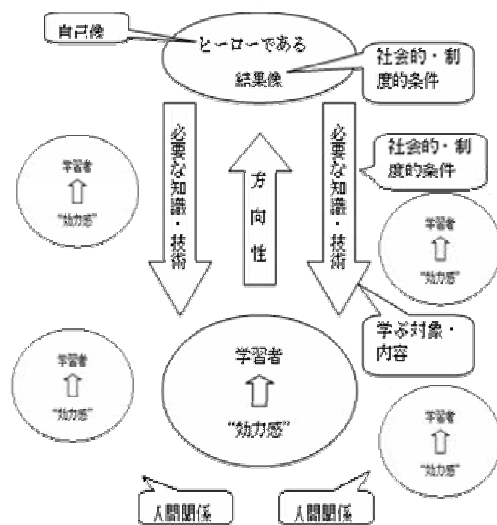 自己像
ヒーローである
結果像
社会的・制
度的条件
必要な知識・技術
方向性
必要な知識・技術
社会的・制
度的条件
学習者
“効力感”
学習者
“効力感”
学ぶ対象・
内容
学習者
“効力感”
学習者
“効力感”
学習者
“効力感”
人間関係
人間関係